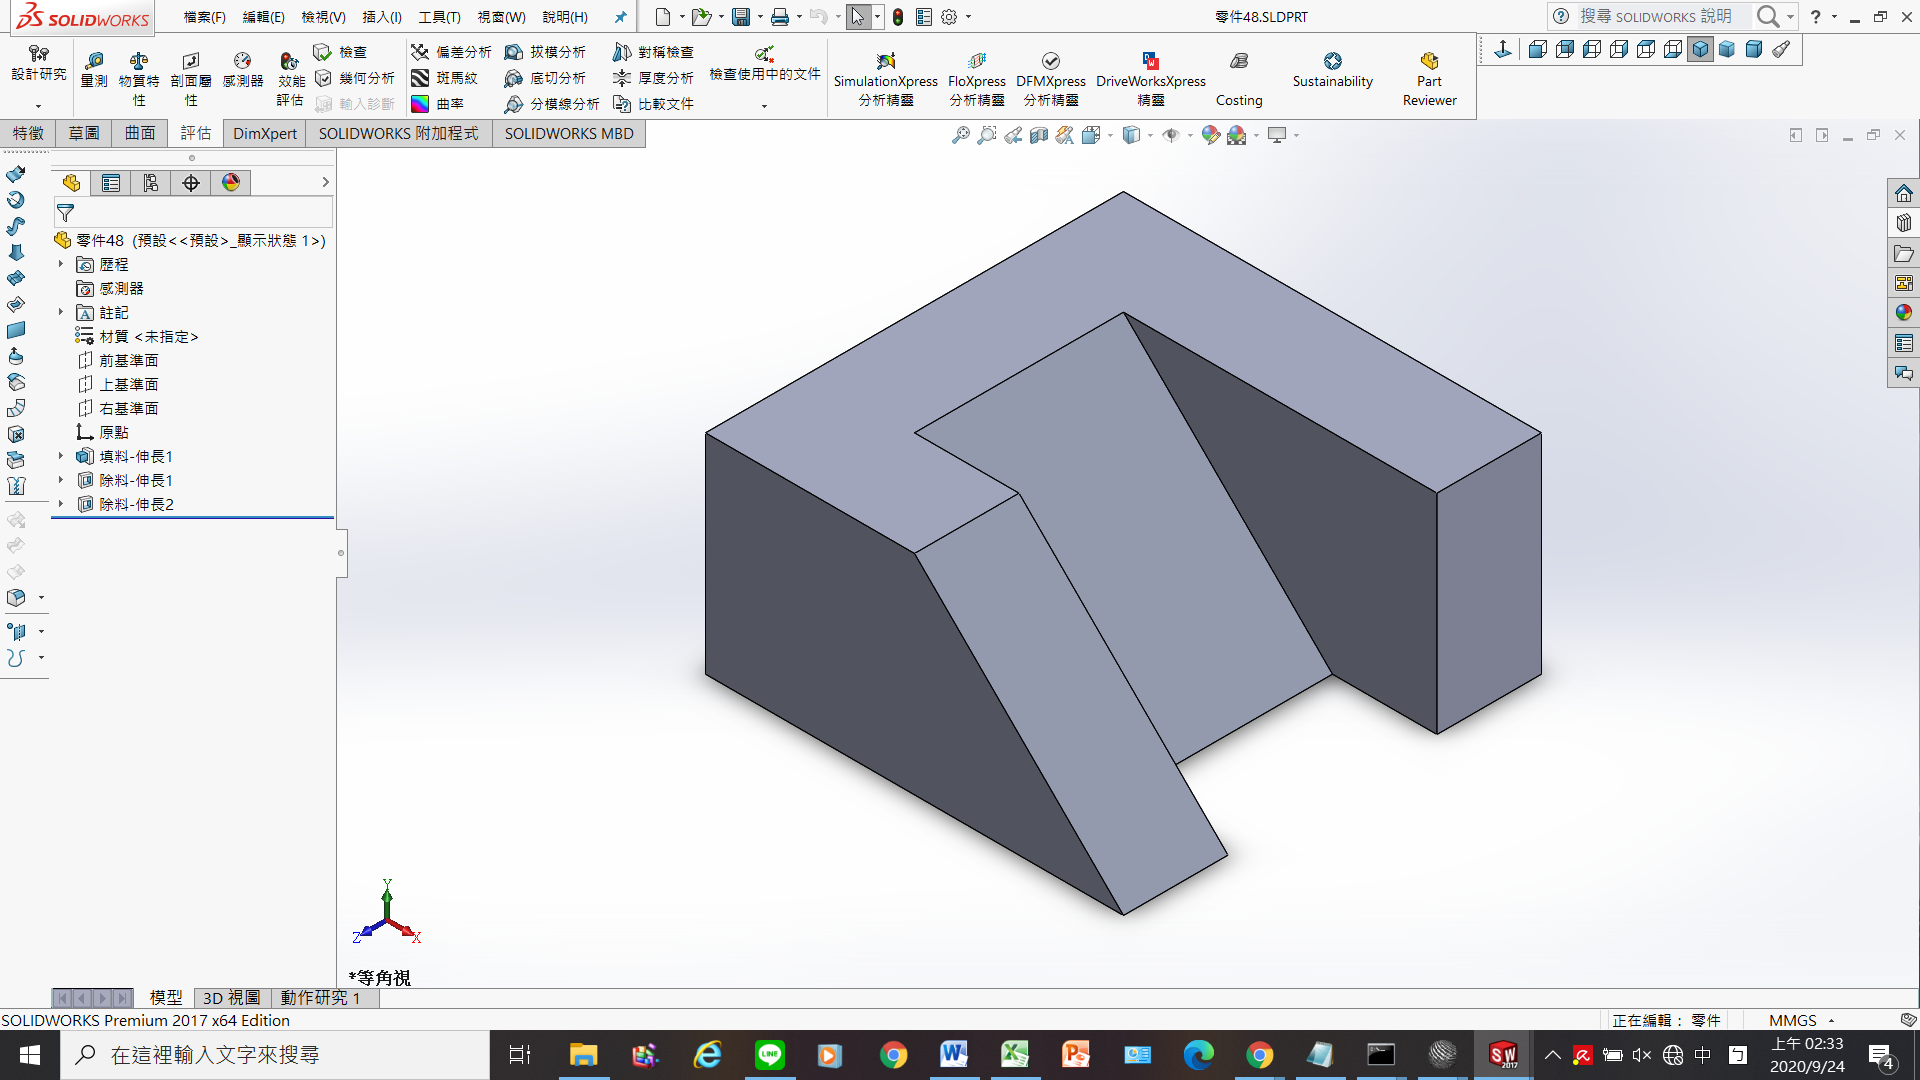 SOLIDWORKS
檔案(F) 編輯(E) 檢視(V) 插入(I) 工具(T) 視窗(W) 說明(H)
零件48.SLDPRT
搜尋 SOLIDWORKS 說明
設計研究
量測
物質特性
剖面屬性
感測器
效能評估
檢查
幾何分析
輸入診斷
偏差分析
斑馬紋
曲率
拔模分析
底切分析
分模線分析
對稱檢查
厚度分析
比較文件
檢查使用中的文件
SimulationXpress 分析精靈
FloXpress 分析精靈
DFMXpress 分析精靈
DriveWorksXpress 精靈
Costing
Sustainability
Part Reviewer
特徵 草圖 曲面 評估 DimXpert SOLIDWORKS 附加程式 SOLIDWORKS MBD
零件48 (預設<<預設>_顯示狀態 1>)
歷程
感測器
註記
材質 <未指定>
前基準面
上基準面
右基準面
原點
填料-伸長1
除料-伸長1
除料-伸長2
Y
Z
X
*等角視
模型 3D 視圖 動作研究 1
SOLIDWORKS Premium 2017 x64 Edition
正在編輯： 零件
MMGS
在這裡輸入文字來搜尋
LINE
SW
2017
中
上午 02:33
2020/9/24
4